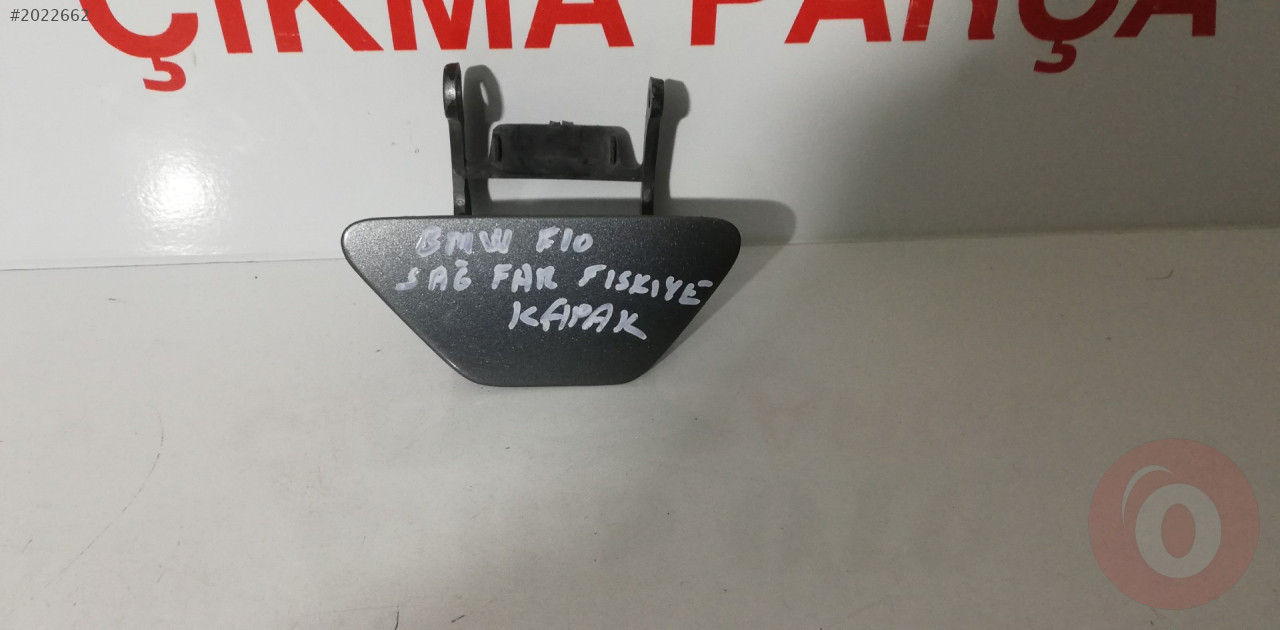 #2022662
ÇIKMA PARÇA
BMW F10
SAĞ FAR FISKIYE
KAPAK
O